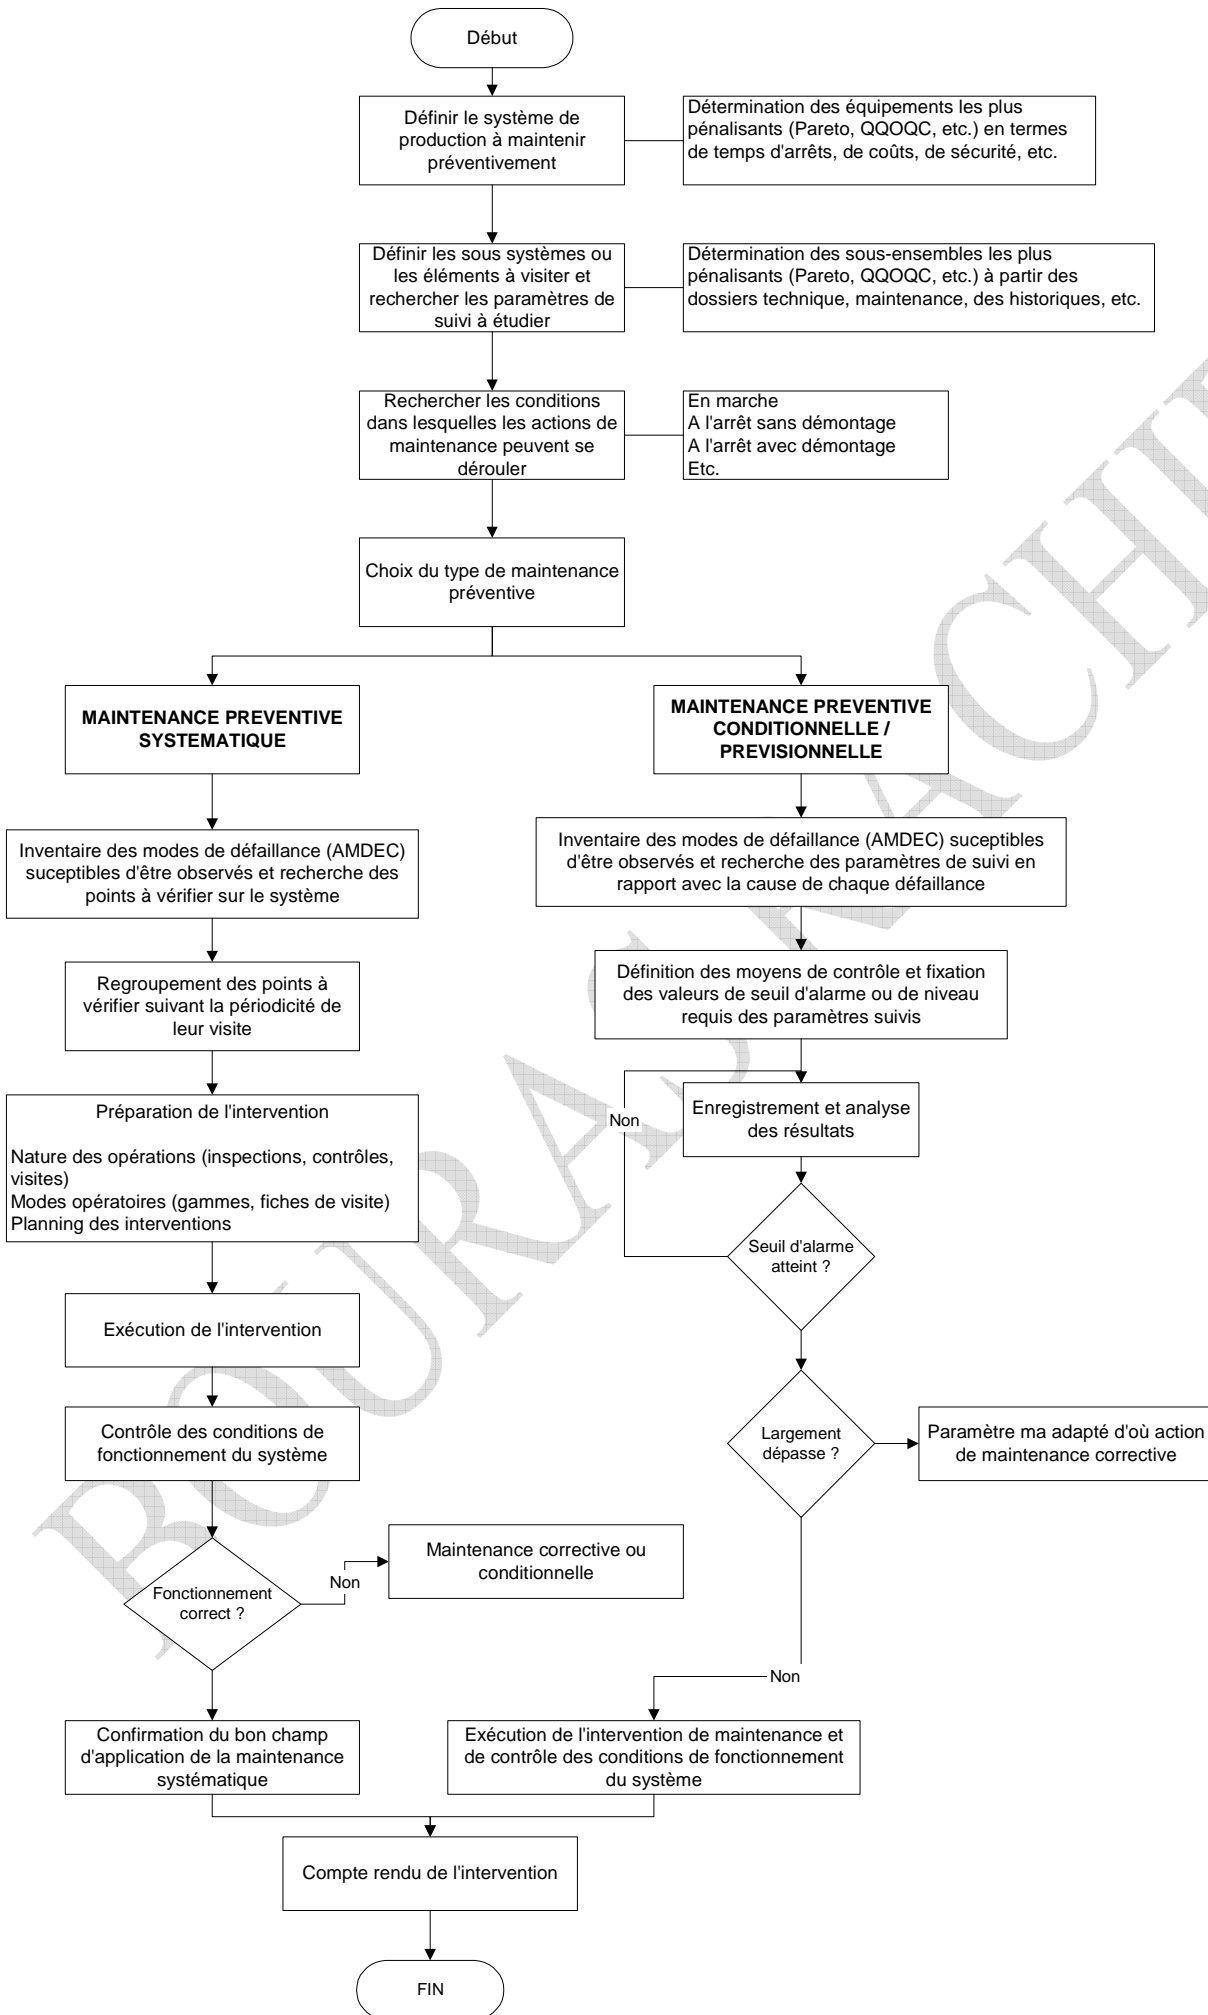 Début
Définir le système de
production à maintenir
préventivement
Détermination des équipements les plus
pénalisants (Pareto, QQOQC, etc.) en termes
de temps d'arrêts, de coûts, de sécurité, etc.
Définir les sous systèmes ou
les éléments à visiter et
rechercher les paramètres de
suivi à étudier
Détermination des sous-ensembles les plus
pénalisants (Pareto, QQOQC, etc.) à partir des
dossiers technique, maintenance, des historiques, etc.
Rechercher les conditions
dans lesquelles les actions de
maintenance peuvent se
dérouler
En marche
A l'arrêt sans démontage
A l'arrêt avec démontage
Etc.
Choix du type de maintenance
préventive
MAINTENANCE PREVENTIVE
SYSTEMATIQUE
Inventaire des modes de défaillance (AMDEC)
suceptibles d'être observés et recherche des
points à vérifier sur le système
Regroupement des points à
vérifier suivant la périodicité de
leur visite
Préparation de l'intervention
Nature des opérations (inspections, contrôles,
visites)
Modes opératoires (gammes, fiches de visite)
Planning des interventions
Exécution de l'intervention
Contrôle des conditions de
fonctionnement du système
Fonctionnement
correct ?
Non
Maintenance corrective ou
conditionnelle
Confirmation du bon champ
d'application de la maintenance
systématique
MAINTENANCE PREVENTIVE
CONDITIONNELLE /
PREVISIONNELLE
Inventaire des modes de défaillance (AMDEC) suceptibles
d'être observés et recherche des paramètres de suivi en
rapport avec la cause de chaque défaillance
Définition des moyens de contrôle et fixation
des valeurs de seuil d'alarme ou de niveau
requis des paramètres suivis
Enregistrement et analyse
des résultats
Non
Seuil d'alarme
atteint ?
Largement
dépasse ?
Paramètre ma adapté d'où action
de maintenance corrective
Non
Exécution de l'intervention de maintenance et
de contrôle des conditions de fonctionnement
du système
Compte rendu de l'intervention
FIN